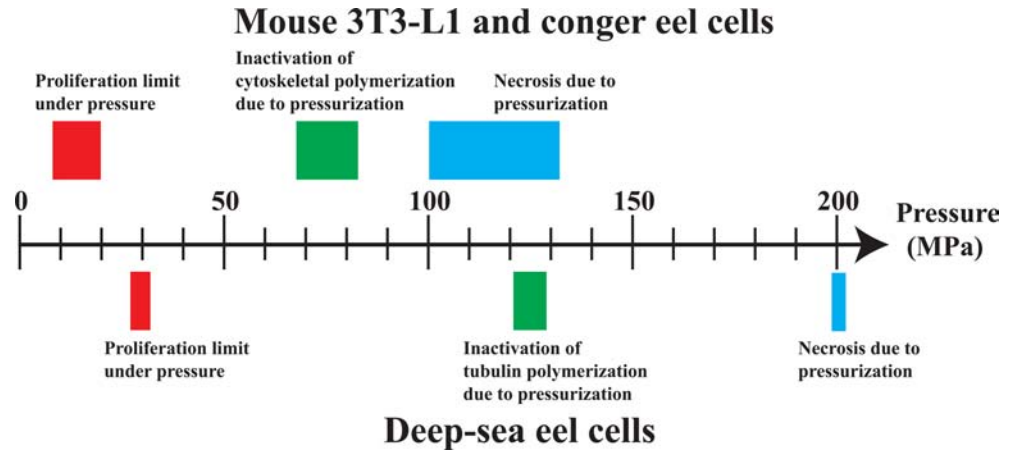 Mouse 3T3-L1 and conger eel cells
Proliferation limit
under pressure
Inactivation of
cytoskeletal polymerization
due to pressurization
Necrosis due to
pressurization
0 50 100 150 200
Pressure
(MPa)
Proliferation limit
under pressure
Inactivation of
tubulin polymerization
due to pressurization
Necrosis due to
pressurization
Deep-sea eel cells